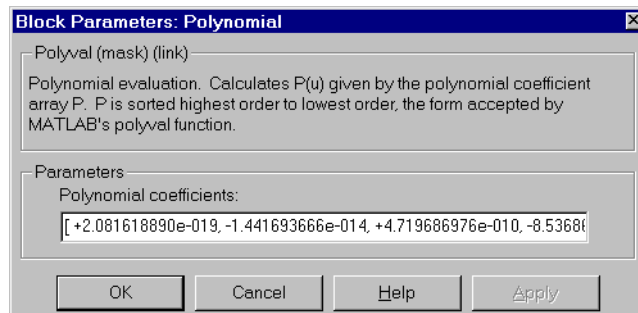 Block Parameters: Polynomial
Polyval (mask) (link)
Polynomial evaluation. Calculates P(u) given by the polynomial coefficient
array P. P is sorted highest order to lowest order, the form accepted by
MATLAB's polyval function.
Parameters
Polynomial coefficients:
[ +2.081618890e-019, -1.441693666e-014, +4.719686976e-010, -8.5368
OK Cancel Help Apply